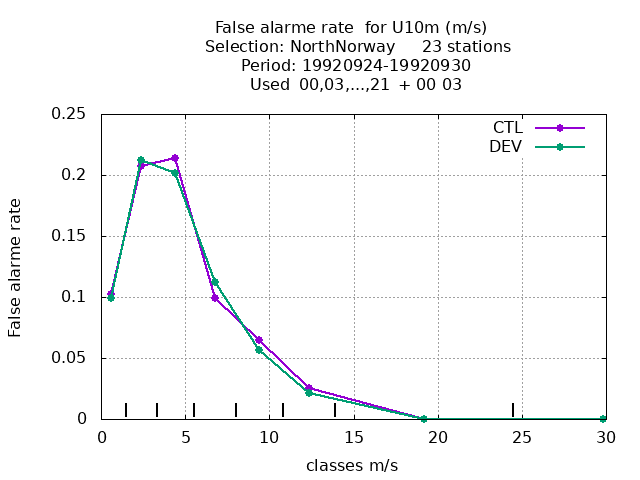 False alarme rate  for U10m (m/s)
Selection: NorthNorway     23 stations
Period: 19920924-19920930
Used  00,03,...,21  + 00 03
0.25
CTL
DEV
0.2
0.15
0.1
0.05
0
False alarme rate
0 5 10 15 20 25 30
classes m/s